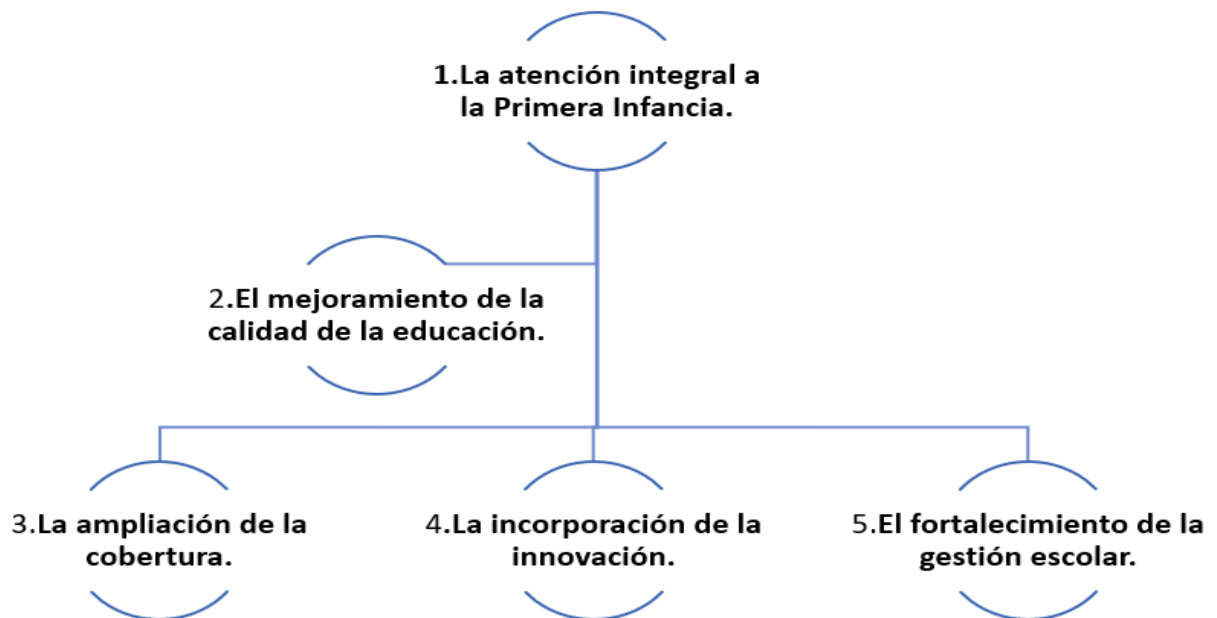 1.La atención integral a
la Primera Infancia.
2.El mejoramiento de la
calidad de la educación.
3.La ampliación de la
cobertura.
4.La incorporación de la
innovación.
5.El fortalecimiento de la
gestión escolar.